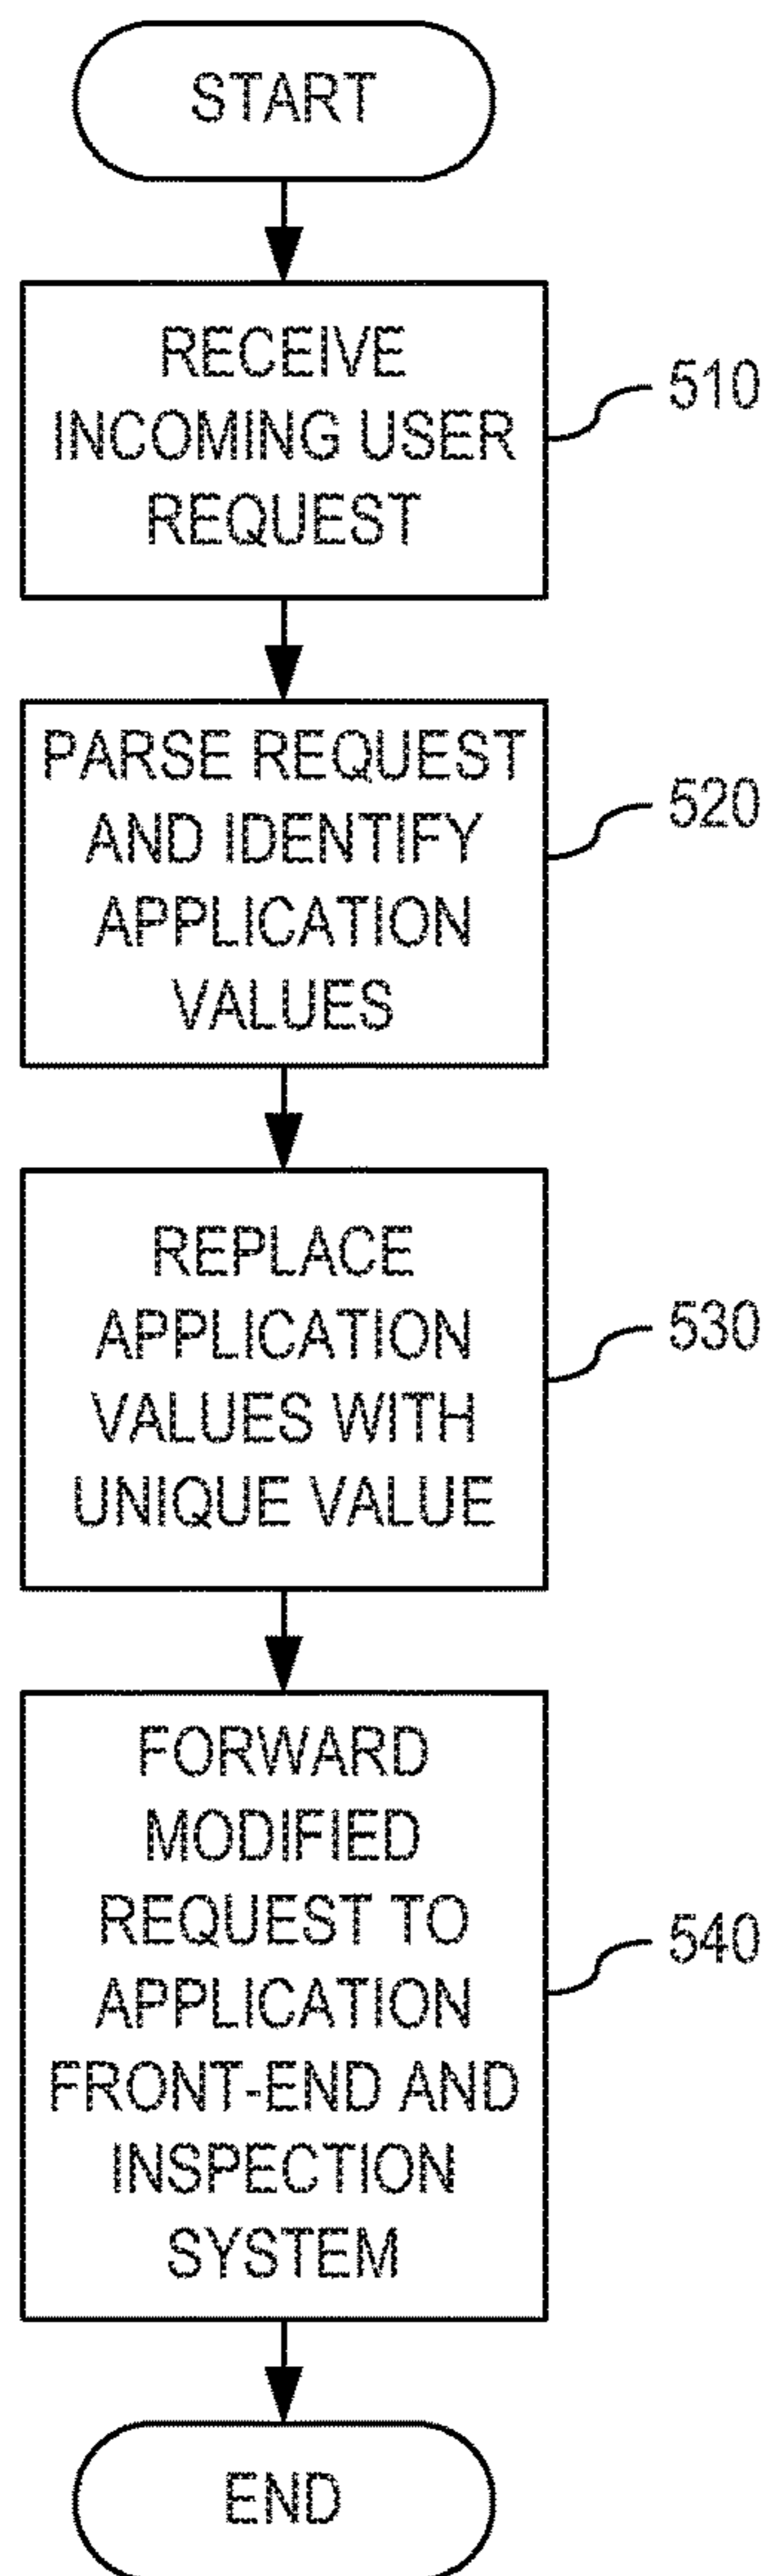 START
RECEIVE
INCOMING USER
REQUEST
510
PARSE REQUEST
AND IDENTIFY
APPLICATION
VALUES
520
REPLACE
APPLICATION
VALUES WITH
UNIQUE VALUE
530
FORWARD
MODIFIED
REQUEST TO
APPLICATION
FRONT-END AND
INSPECTION
SYSTEM
540
END